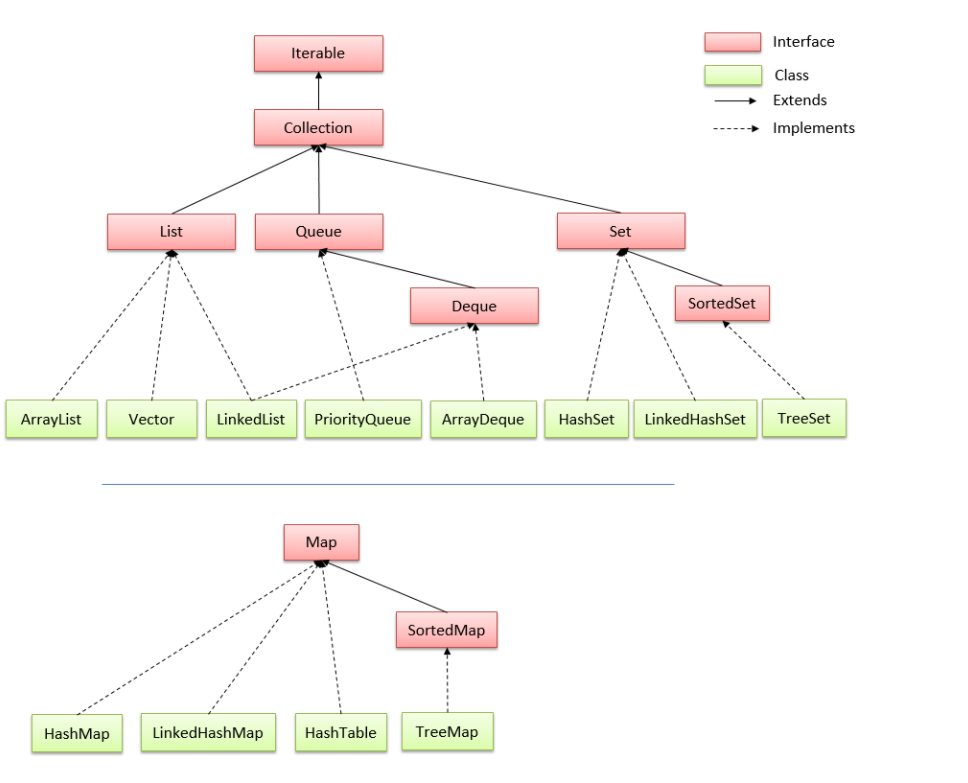 Iterable
Interface
Class
Collection
Extends
Implements
List
Queue
Set
Deque
SortedSet
ArrayList
Vector
LinkedList
PriorityQueue
ArrayDeque
HashSet
LinkedHashSet
TreeSet
Map
SortedMap
HashMap
LinkedHashMap
HashTable
TreeMap